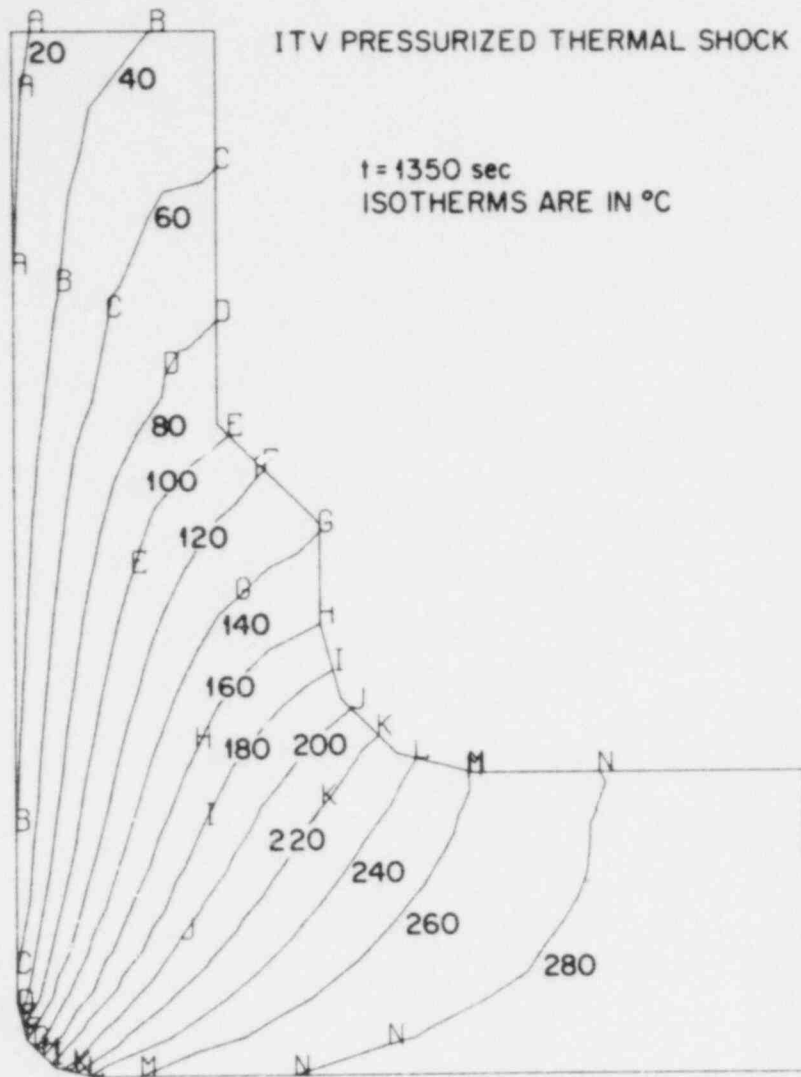 A B
ITV PRESSURIZED THERMAL SHOCK
20
40
A
t = 1350 sec
ISOTHERMS ARE IN °C
C
60
A
B
C
D
D
80
E
100
F
120
E
G
G
140
H
160
I
H
180
200
J
K
L
M
N
B
I
K
220
240
J
260
280
C
D
N
M
N